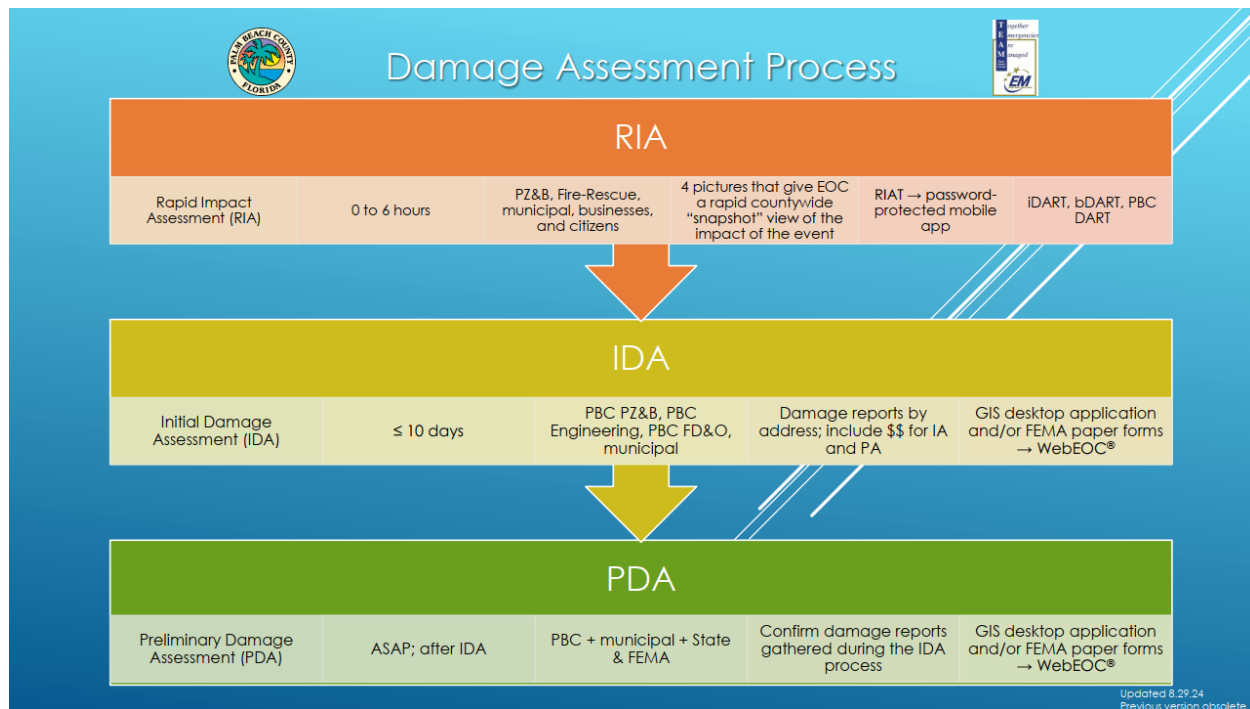 PALM BEACH COUNTY
FLORIDA
Damage Assessment Process
Together
Emergencies
Are
Managed
EM
RIA
Rapid Impact
Assessment (RIA)
0 to 6 hours
PZ&B, Fire-Rescue,
municipal, businesses,
and citizens
4 pictures that give EOC
a rapid countywide
“snapshot” view of the
impact of the event
RIAT → password-
protected mobile
app
iDART, bDART, PBC
DART
IDA
Initial Damage
Assessment (IDA)
≤ 10 days
PBC PZ&B, PBC
Engineering, PBC FD&O,
municipal
Damage reports by
address; include $$ for IA
and PA
GIS desktop application
and/or FEMA paper forms
→ WebEOC®
PDA
Preliminary Damage
Assessment (PDA)
ASAP; after IDA
PBC + municipal + State
& FEMA
Confirm damage reports
gathered during the IDA
process
GIS desktop application
and/or FEMA paper forms
→ WebEOC®
Updated 8.29.24
Previous version obsolete